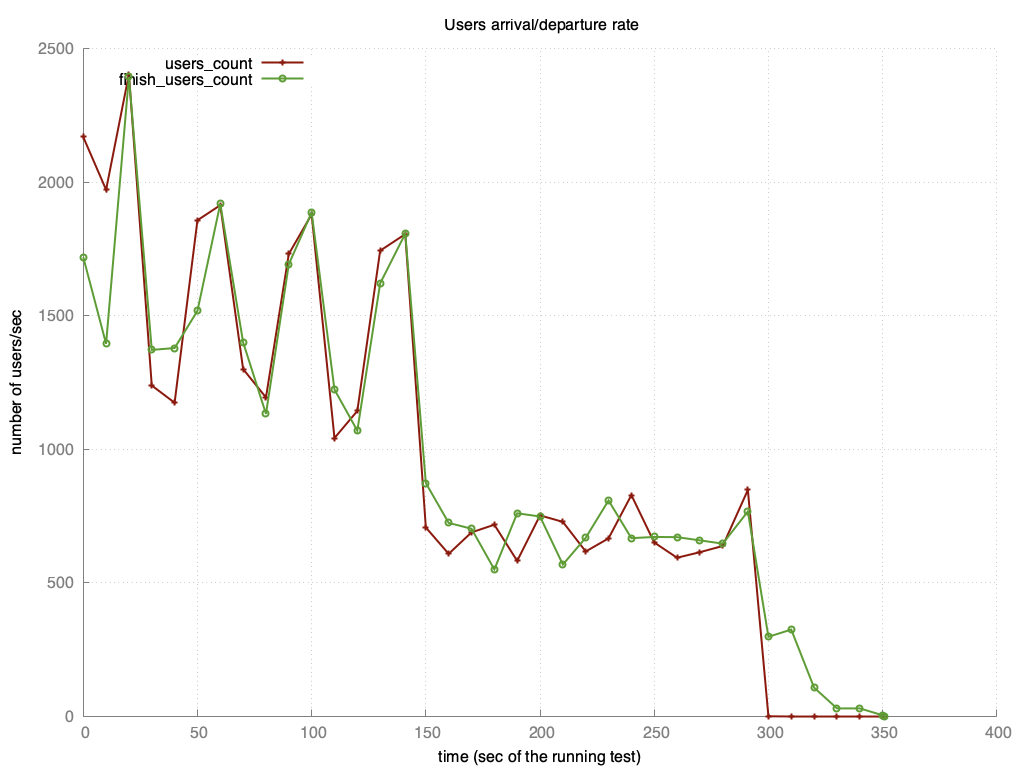 Users arrival/departure rate
users_count
finish_users_count
2500
2000
1500
1000
500
0
number of users/sec
0 50 100 150 200 250 300 350 400
time (sec of the running test)